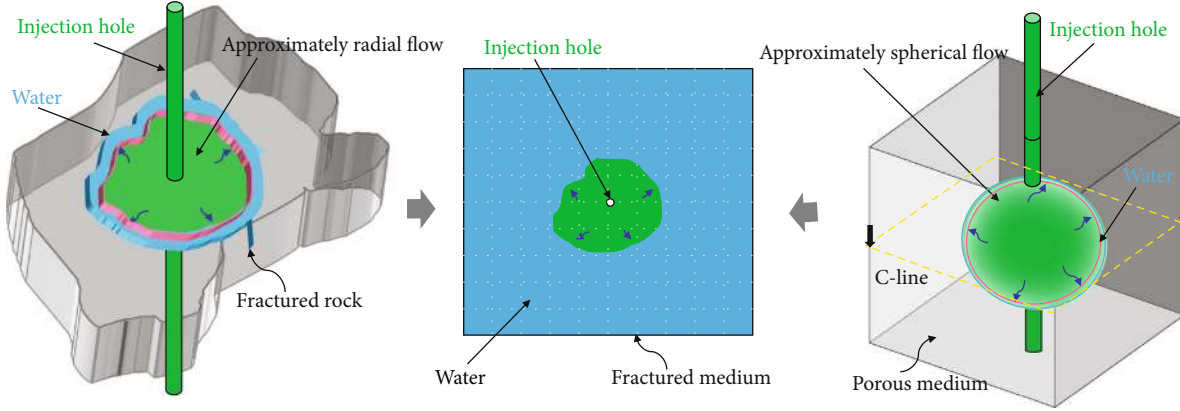 Injection hole
Approximately radial flow
Water
Fractured rock
Injection hole
Water
Fractured medium
Injection hole
Approximately spherical flow
Water
C-line
Porous medium